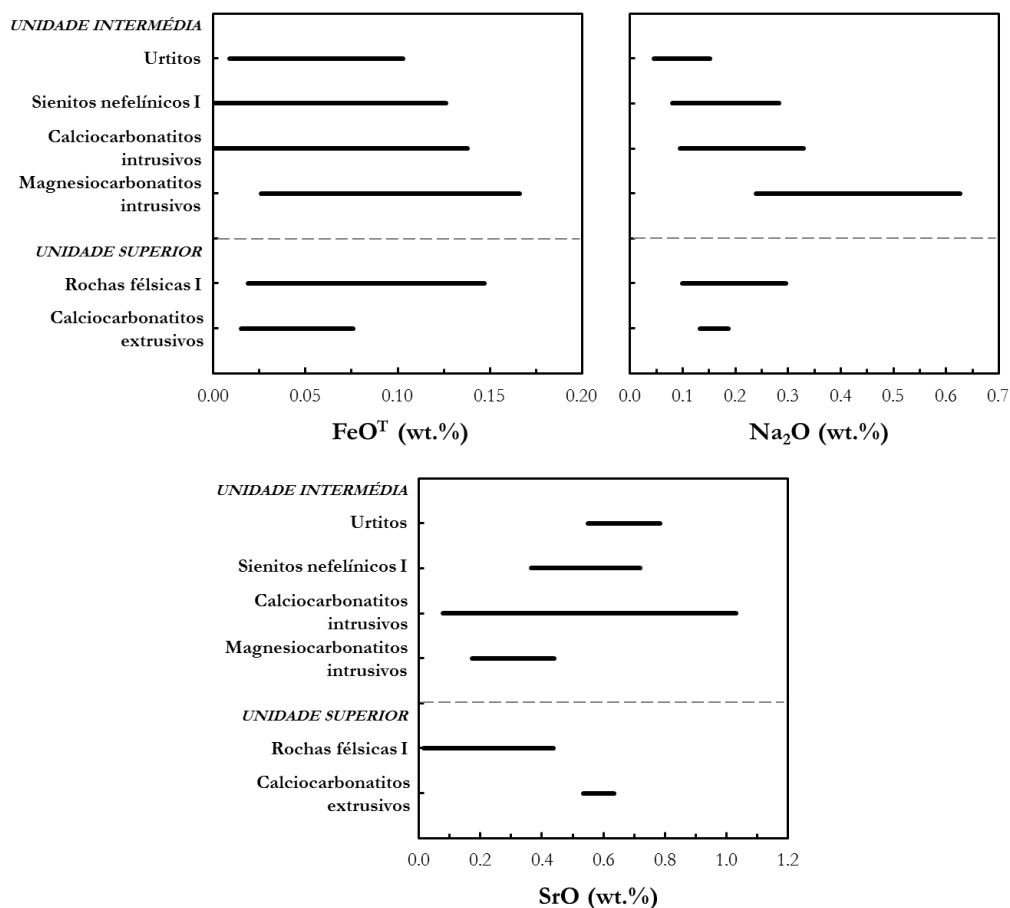 UNIDADE INTERMÉDIA
Urtitos
Sienitos nefelínicos I
Calciocarbonatitos
intrusivos
Magnesiocarbonatitos
intrusivos
UNIDADE SUPERIOR
Rochas félsicas I
Calciocarbonatitos
extrusivos
0.00 0.05 0.10 0.15 0.20
FeOᵀ (wt.%)
0.0 0.1 0.2 0.3 0.4 0.5 0.6 0.7
Na₂O (wt.%)
UNIDADE INTERMÉDIA
Urtitos
Sienitos nefelínicos I
Calciocarbonatitos
intrusivos
Magnesiocarbonatitos
intrusivos
UNIDADE SUPERIOR
Rochas félsicas I
Calciocarbonatitos
extrusivos
0.0 0.2 0.4 0.6 0.8 1.0 1.2
SrO (wt.%)